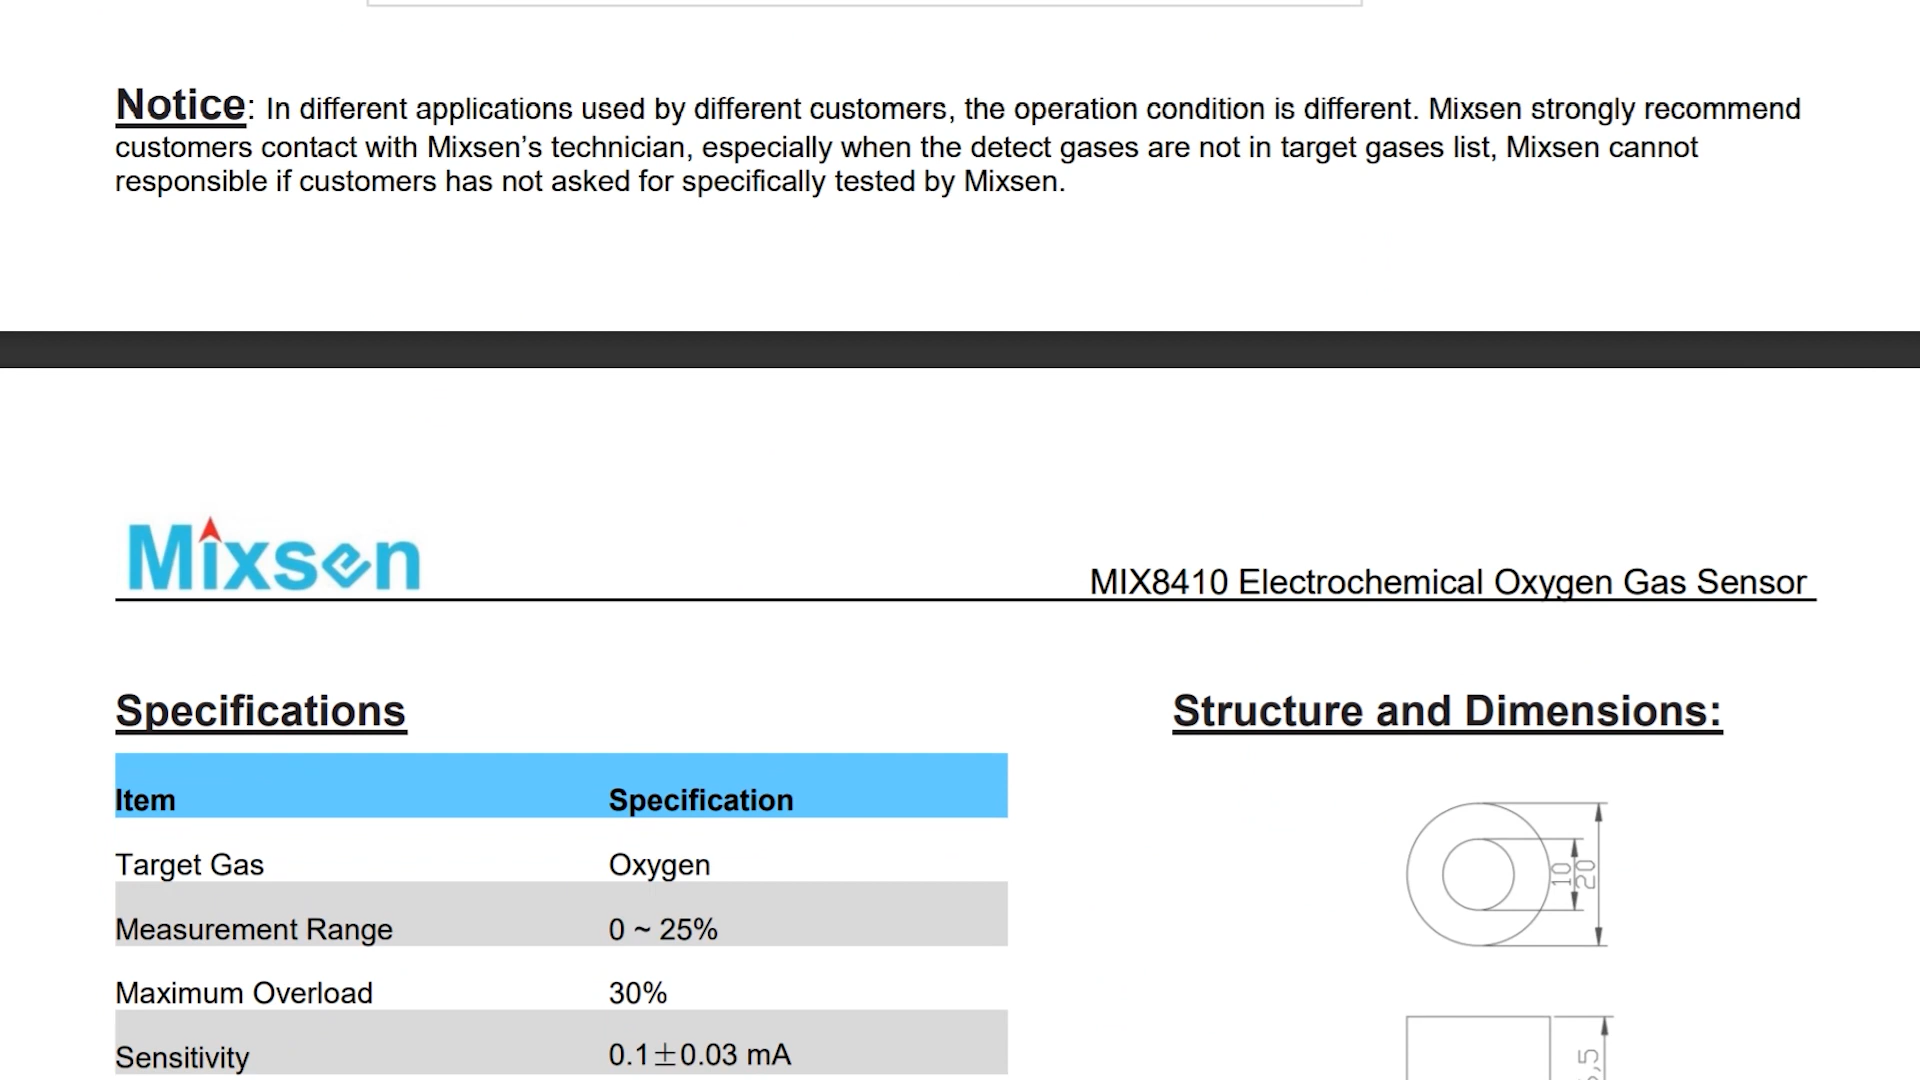 Notice: In different applications used by different customers, the operation condition is different. Mixsen strongly recommend
customers contact with Mixsen’s technician, especially when the detect gases are not in target gases list, Mixsen cannot
responsible if customers has not asked for specifically tested by Mixsen.
Mixsen
MIX8410 Electrochemical Oxygen Gas Sensor
Specifications
Structure and Dimensions:
Item Specification
Target Gas Oxygen
Measurement Range 0 ~ 25%
Maximum Overload 30%
Sensitivity 0.1±0.03 mA
10
20